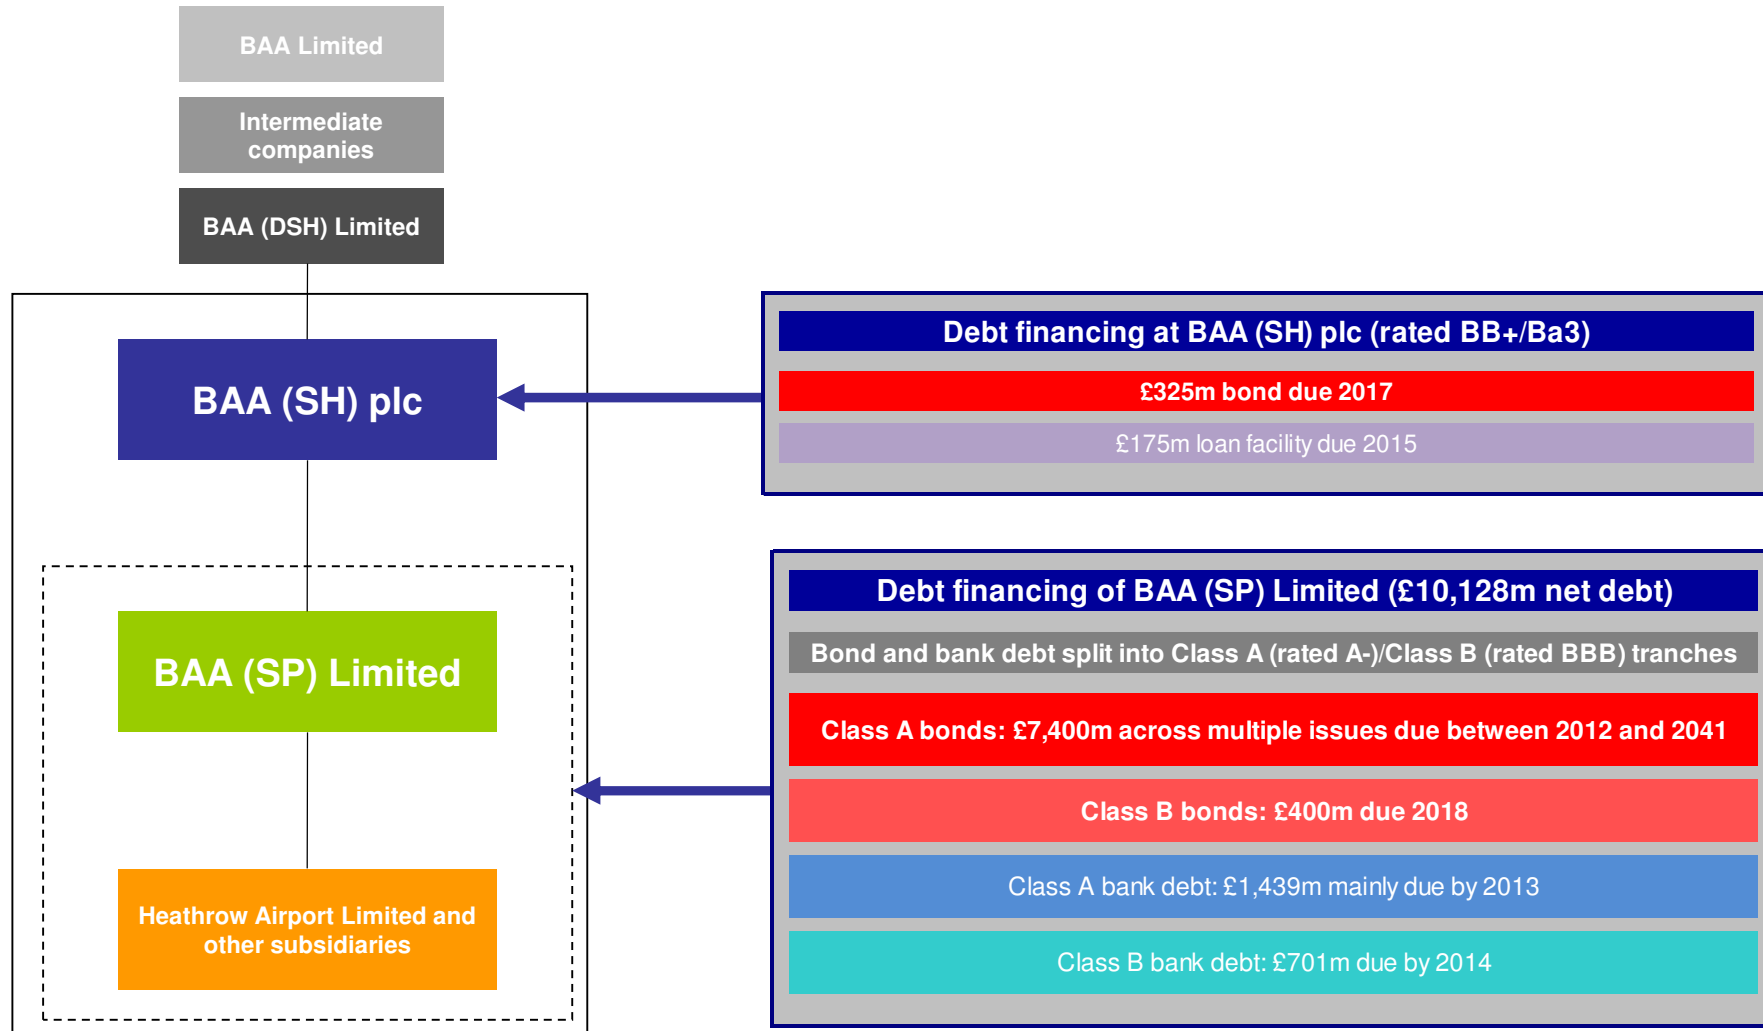 BAA Limited
Intermediate
companies
BAA (DSH) Limited
BAA (SH) plc
BAA (SP) Limited
Heathrow Airport Limited and
other subsidiaries
Debt financing at BAA (SH) plc (rated BB+/Ba3)
£325m bond due 2017
£175m loan facility due 2015
Debt financing of BAA (SP) Limited (£10,128m net debt)
Bond and bank debt split into Class A (rated A-)/Class B (rated BBB) tranches
Class A bonds: £7,400m across multiple issues due between 2012 and 2041
Class B bonds: £400m due 2018
Class A bank debt: £1,439m mainly due by 2013
Class B bank debt: £701m due by 2014